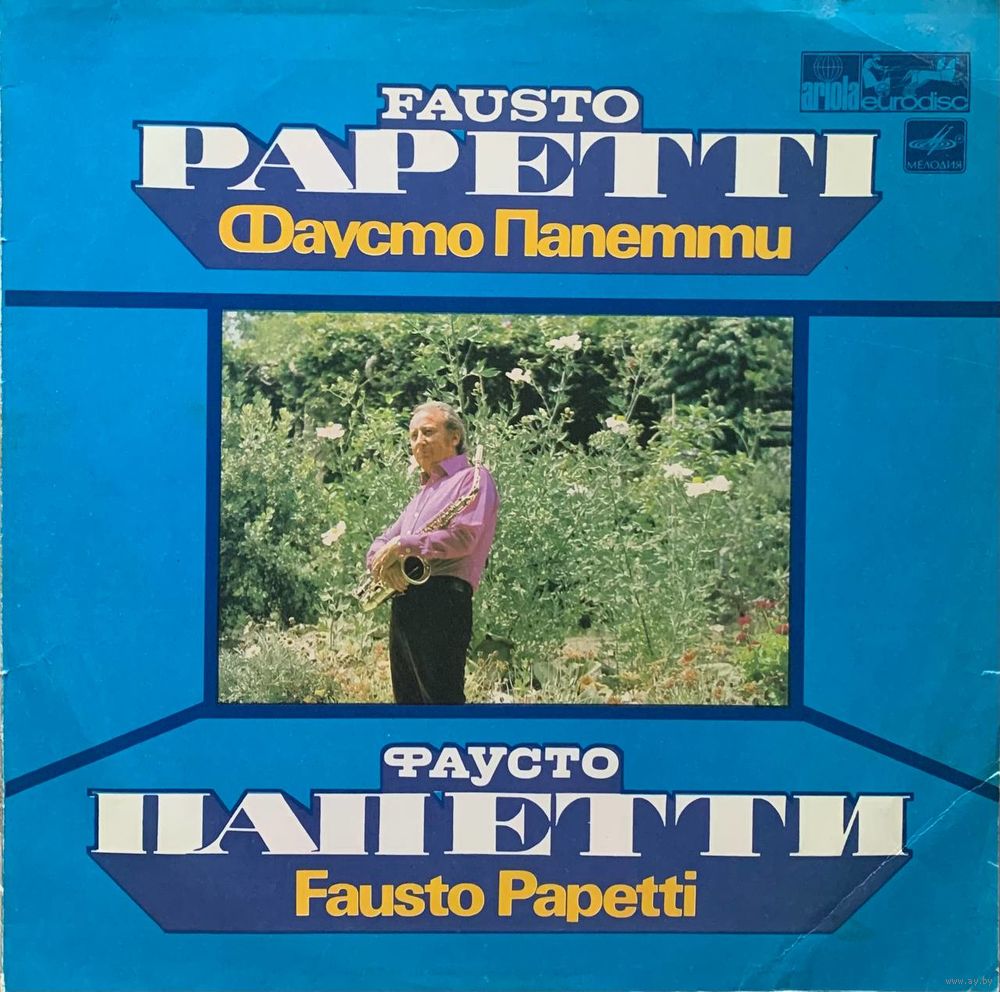 FAUSTO
PAPETTI
Фаусто Папетти
ariola eurodisc
МЕЛОДИЯ
ФАУСТО
ПАПЕТТИ
Fausto Papetti
www.ay.by